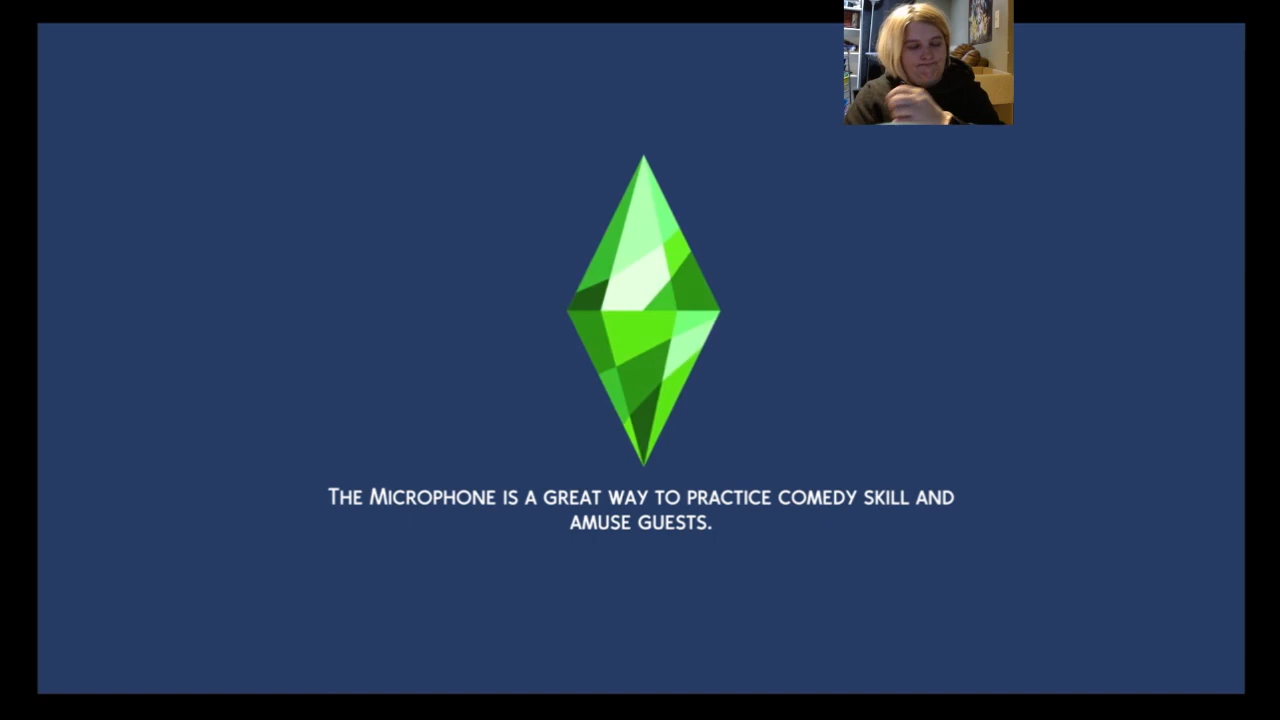 The Microphone is a great way to practice comedy skill and
amuse guests.